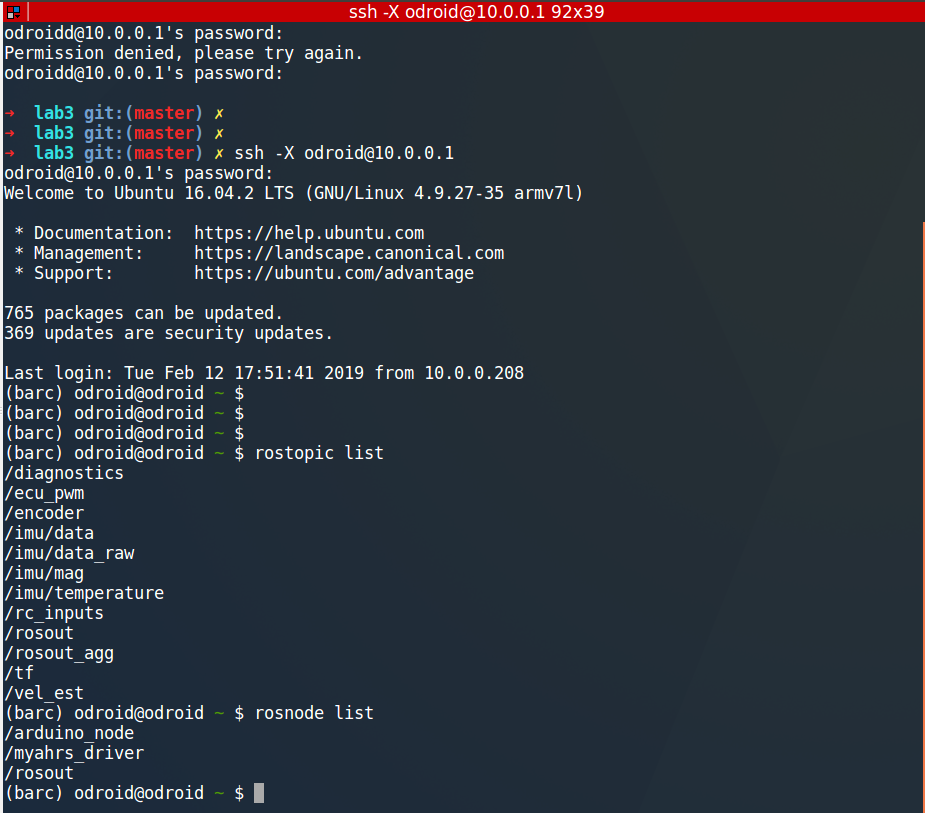 ssh -X odroid@10.0.0.1 92x39
odroidd@10.0.0.1's password:
Permission denied, please try again.
odroidd@10.0.0.1's password:
➜  lab3 git:(master) ✗
➜  lab3 git:(master) ✗
➜  lab3 git:(master) ✗ ssh -X odroid@10.0.0.1
odroid@10.0.0.1's password:
Welcome to Ubuntu 16.04.2 LTS (GNU/Linux 4.9.27-35 armv7l)
 * Documentation:  https://help.ubuntu.com
 * Management:     https://landscape.canonical.com
 * Support:        https://ubuntu.com/advantage
765 packages can be updated.
369 updates are security updates.
Last login: Tue Feb 12 17:51:41 2019 from 10.0.0.208
(barc) odroid@odroid ~ $
(barc) odroid@odroid ~ $
(barc) odroid@odroid ~ $
(barc) odroid@odroid ~ $ rostopic list
/diagnostics
/ecu_pwm
/encoder
/imu/data
/imu/data_raw
/imu/mag
/imu/temperature
/rc_inputs
/rosout
/rosout_agg
/tf
/vel_est
(barc) odroid@odroid ~ $ rosnode list
/arduino_node
/myahrs_driver
/rosout
(barc) odroid@odroid ~ $